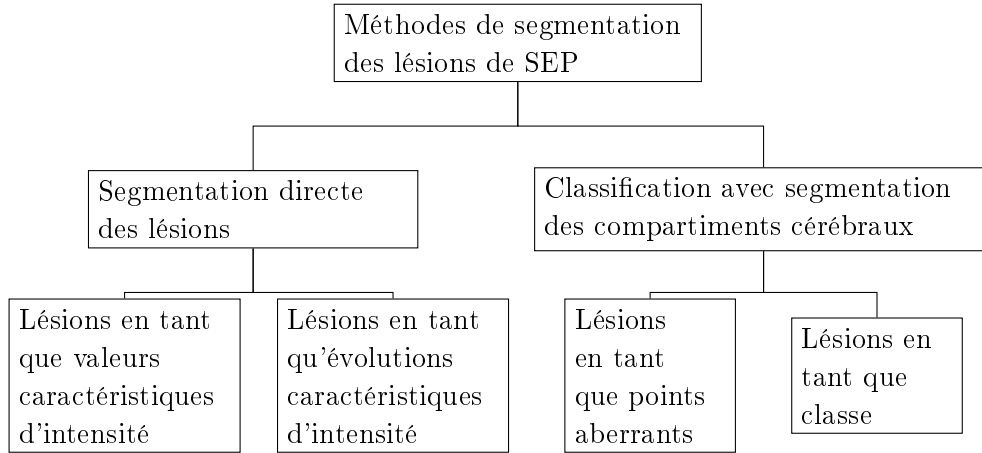 Méthodes de segmentation
des lésions de SEP
Segmentation directe
des lésions
Classification avec segmentation
des compartiments cérébraux
Lésions en tant
que valeurs
caractéristiques
d'intensité
Lésions en tant
qu'évolutions
caractéristiques
d'intensité
Lésions
en tant
que points
aberrants
Lésions en
tant que
classe